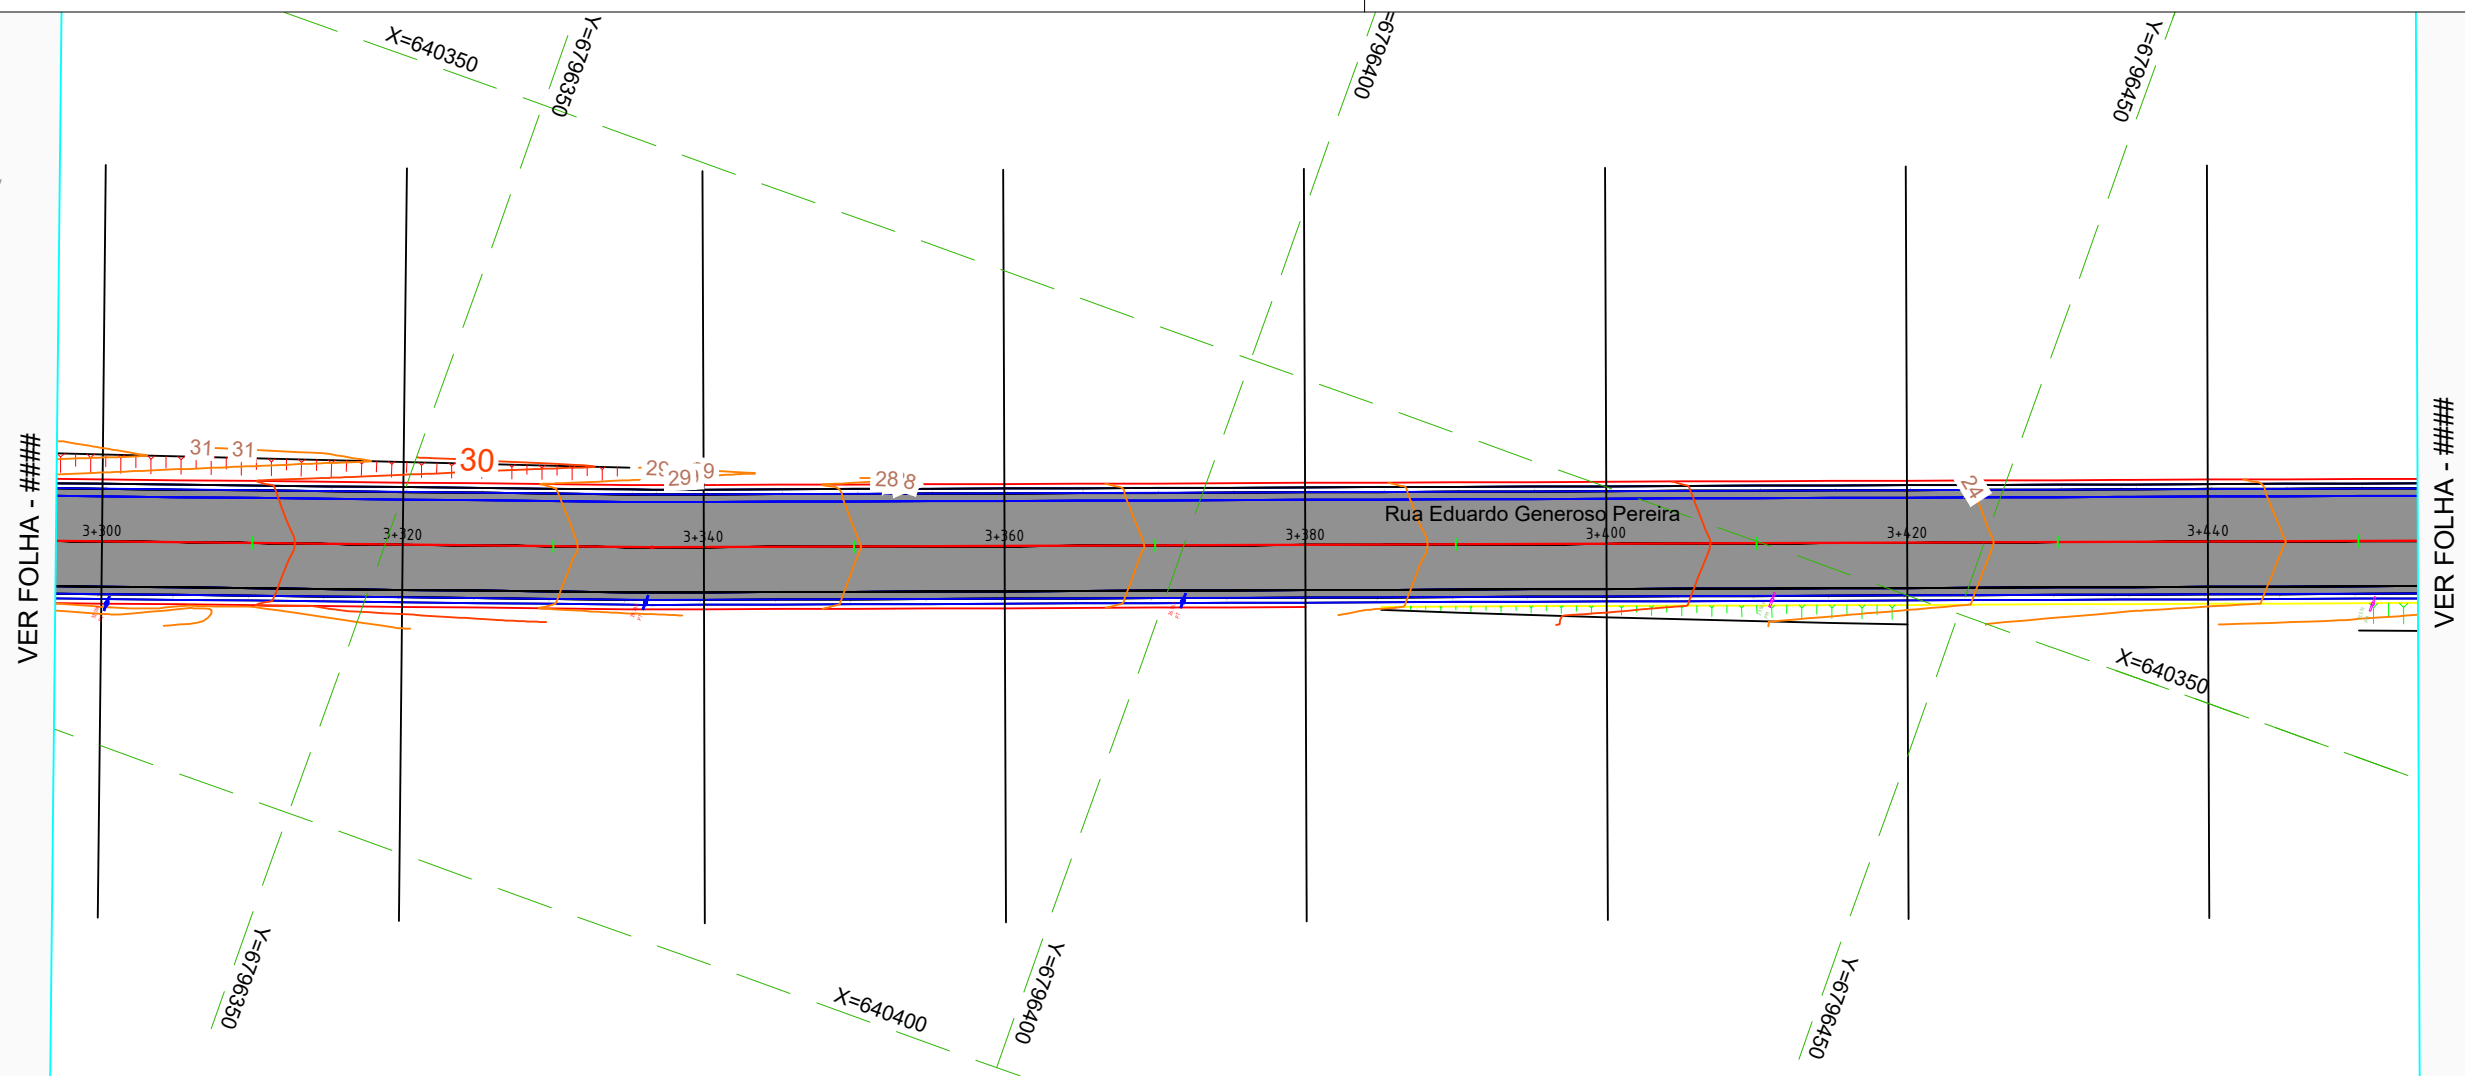 X=640350
Y=6796350
Y=6796400
Y=6796450
31
31
30
29
29
28
24
VER FOLHA - ####
VER FOLHA - ####
Rua Eduardo Generoso Pereira
3+300
3+320
3+340
3+360
3+380
3+400
3+420
3+440
X=640350
Y=6796350
X=640400
Y=6796400
Y=6796450